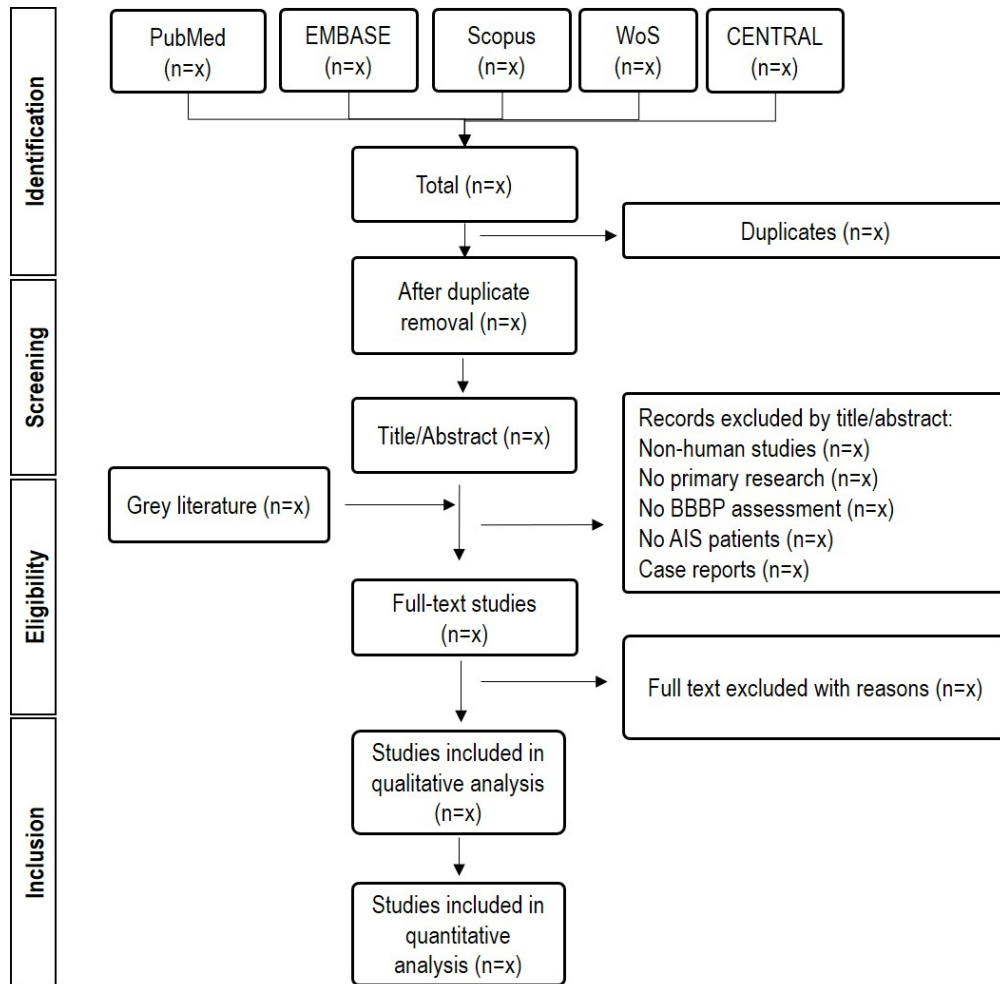 Identification
PubMed
(n=x)
EMBASE
(n=x)
Scopus
(n=x)
WoS
(n=x)
CENTRAL
(n=x)
Total (n=x)
Duplicates (n=x)
Screening
After duplicate
removal (n=x)
Title/Abstract (n=x)
Records excluded by title/abstract:
Non-human studies (n=x)
No primary research (n=x)
No BBBP assessment (n=x)
No AIS patients (n=x)
Case reports (n=x)
Eligibility
Grey literature (n=x)
Full-text studies
(n=x)
Full text excluded with reasons (n=x)
Inclusion
Studies included in
qualitative analysis
(n=x)
Studies included in
quantitative
analysis (n=x)